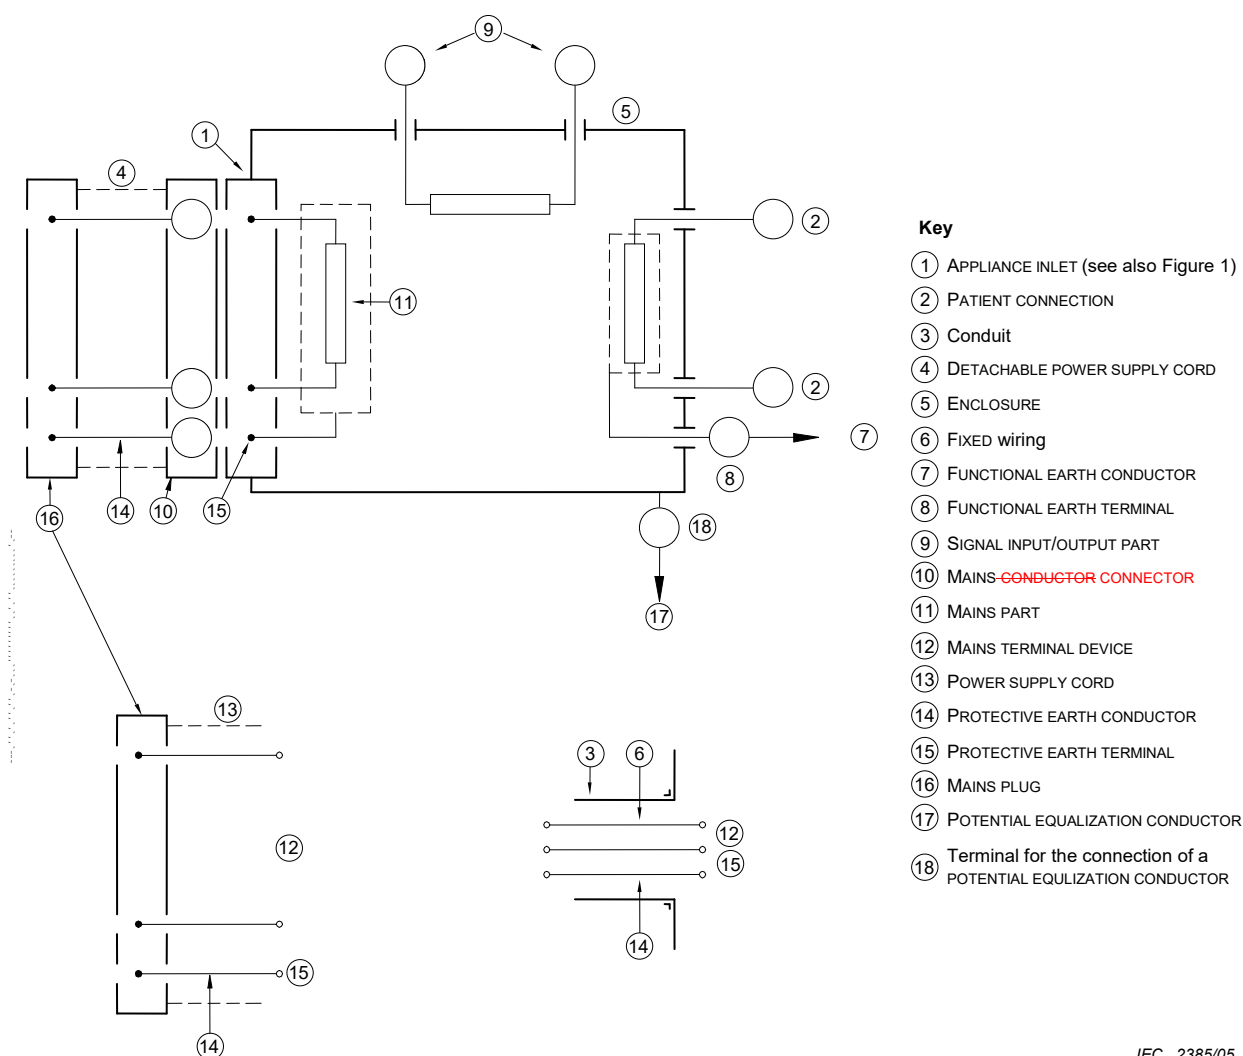 9
5
1
4
2
11
2
7
8
16
14
10
15
18
17
13
3
6
12
12
15
15
14
14
Key
1 APPLIANCE INLET (see also Figure 1)
2 PATIENT CONNECTION
3 Conduit
4 DETACHABLE POWER SUPPLY CORD
5 ENCLOSURE
6 FIXED wiring
7 FUNCTIONAL EARTH CONDUCTOR
8 FUNCTIONAL EARTH TERMINAL
9 SIGNAL INPUT/OUTPUT PART
10 MAINS CONDUCTOR CONNECTOR
11 MAINS PART
12 MAINS TERMINAL DEVICE
13 POWER SUPPLY CORD
14 PROTECTIVE EARTH CONDUCTOR
15 PROTECTIVE EARTH TERMINAL
16 MAINS PLUG
17 POTENTIAL EQUALIZATION CONDUCTOR
18 Terminal for the connection of a
POTENTIAL EQULIZATION CONDUCTOR
IEC 2385/05